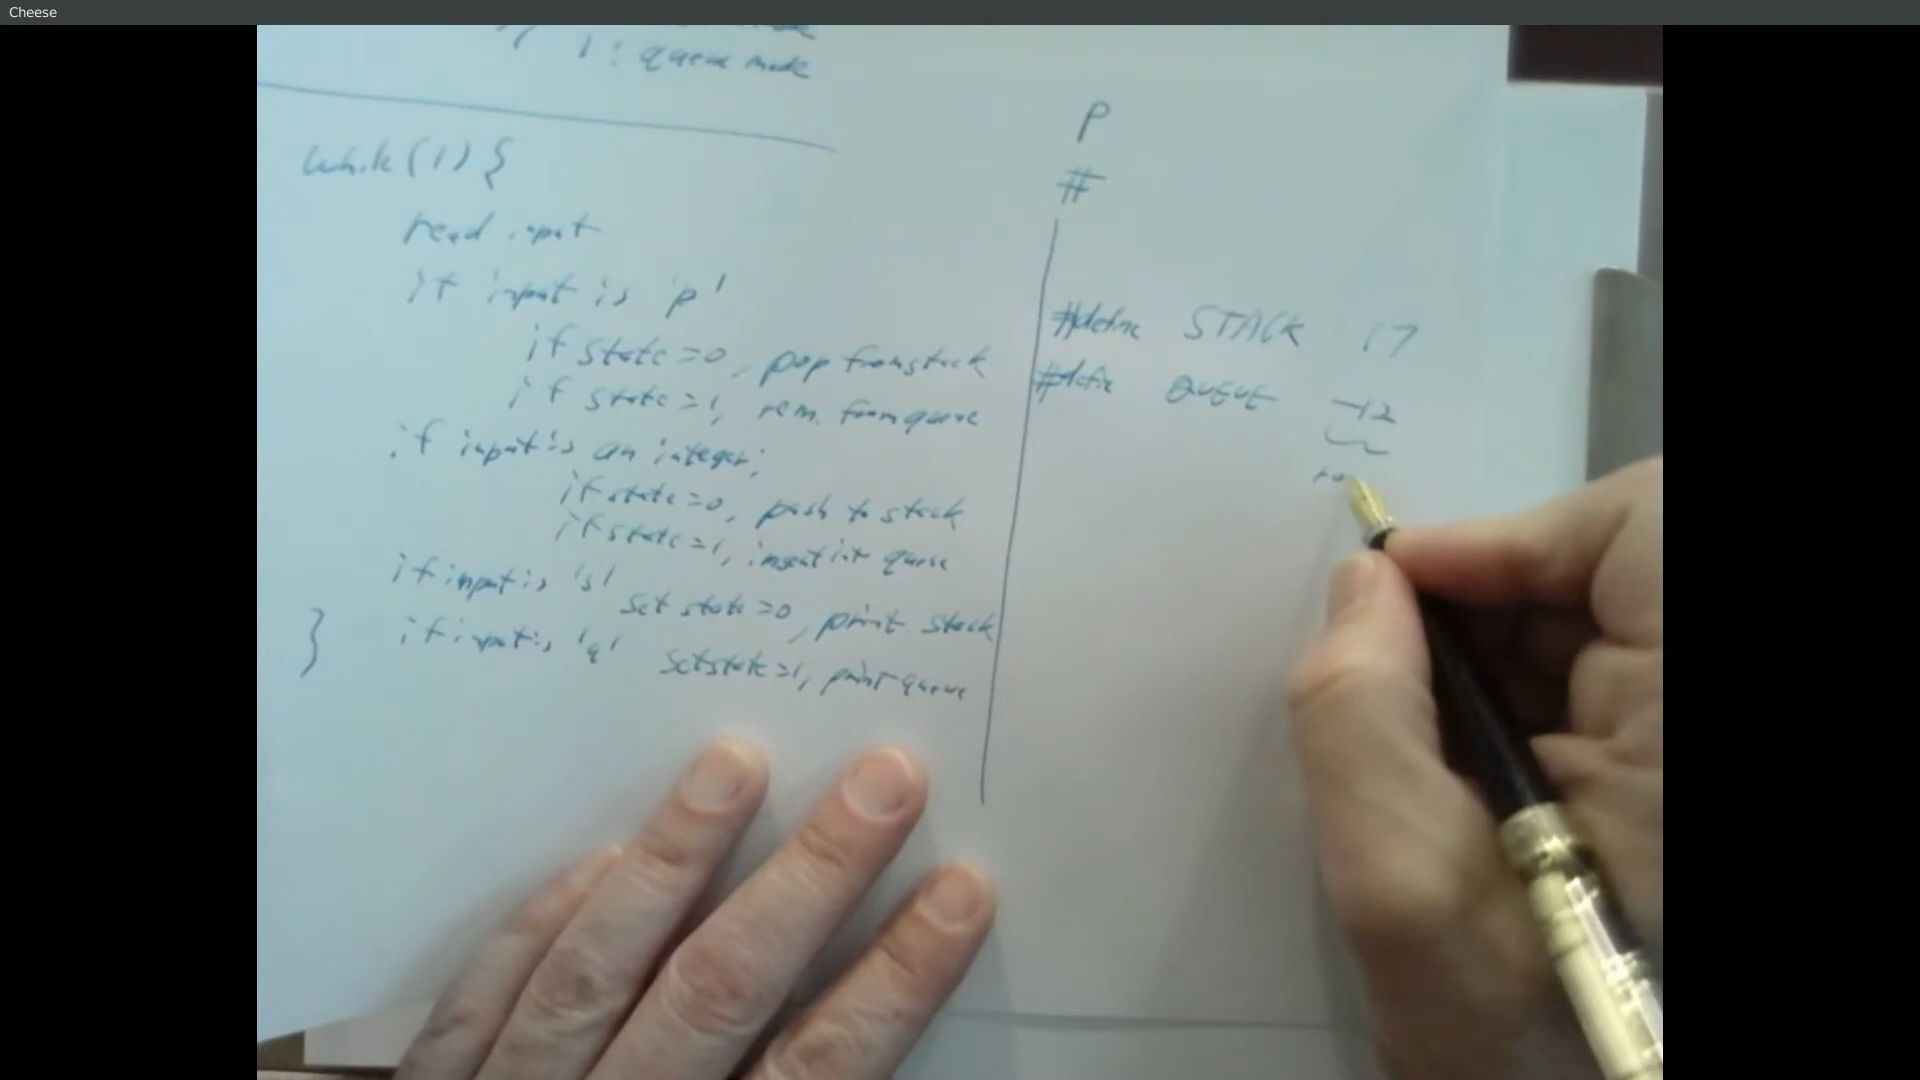 Cheese
1: queue mode
while(1) {
read input
if input is 'p'
if state=0, pop from stack
if state=1, rem. from queue
if input is an integer;
if state=0, push to stack
if state=1, insert into queue
if input is 's'
set state=0, print stack
if input is 'q' set state=1, print queue
}
P
#
#define STACK 17
#define QUEUE -12